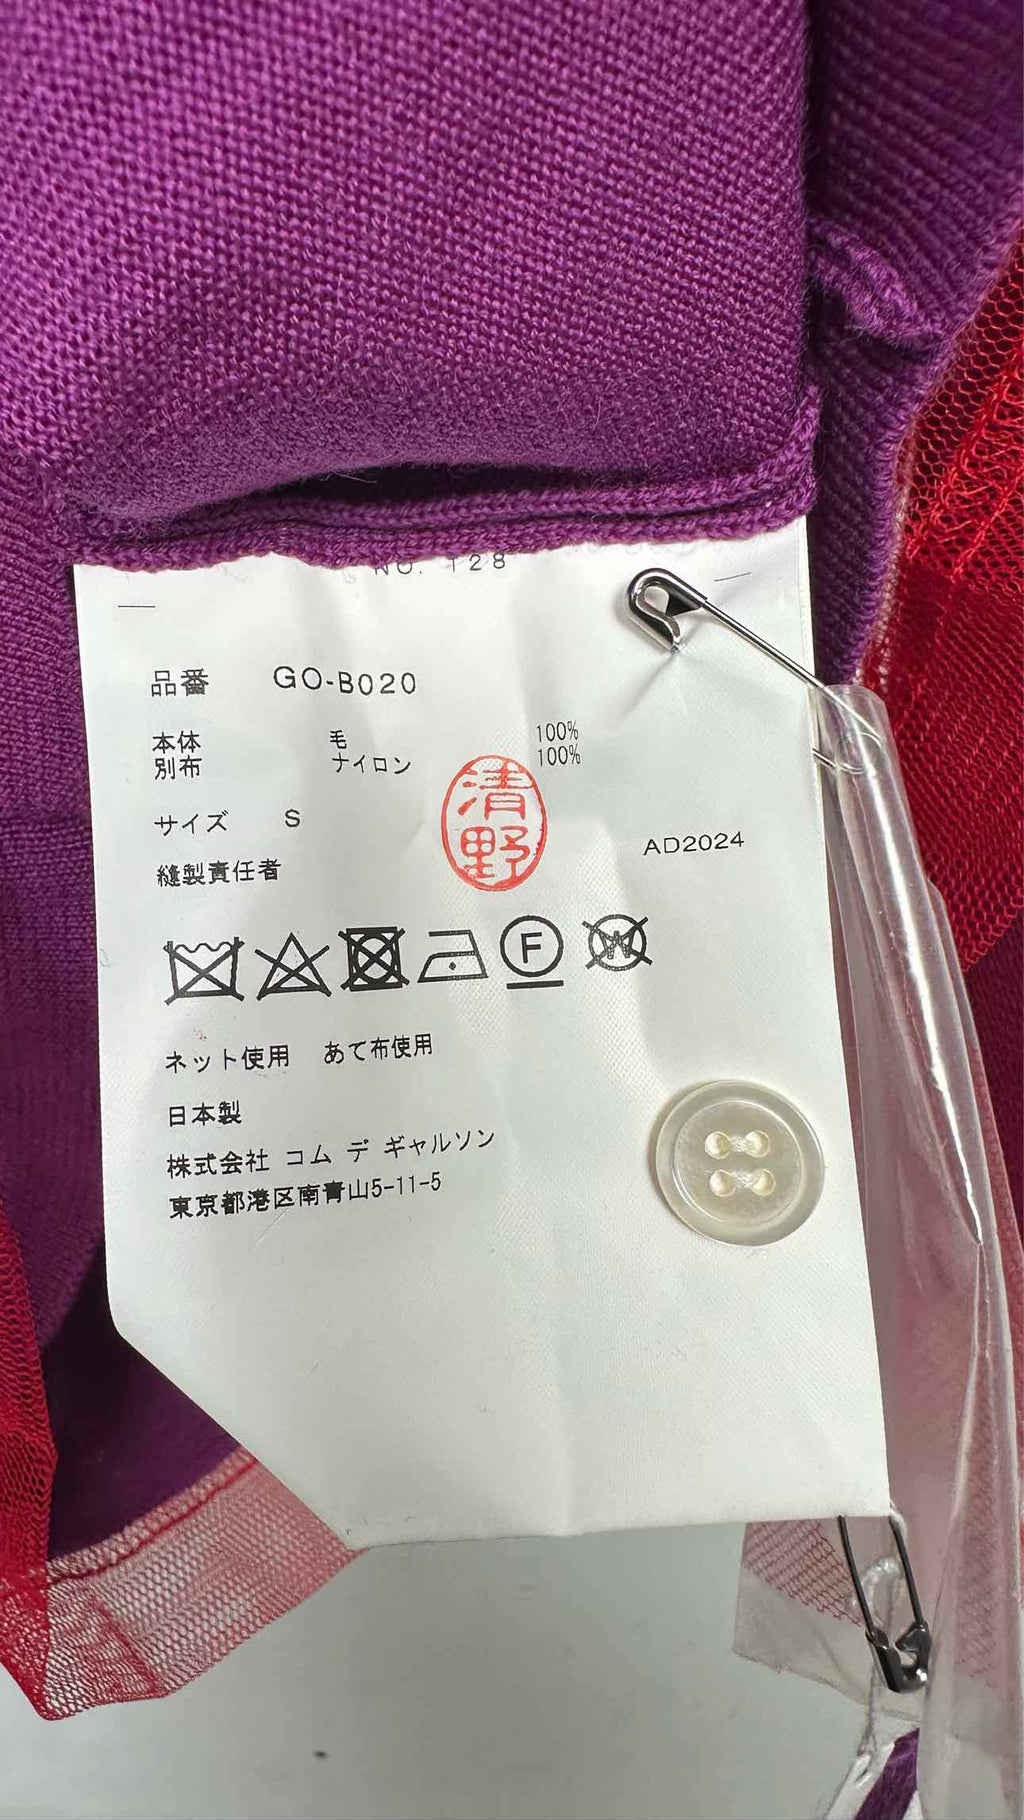 NO. 128
品番 GO-B020
本体 毛 100%
別布 ナイロン 100%
サイズ S
清野
AD2024
縫製責任者
F
W
ネット使用 あて布使用
日本製
株式会社 コム デ ギャルソン
東京都港区南青山5-11-5